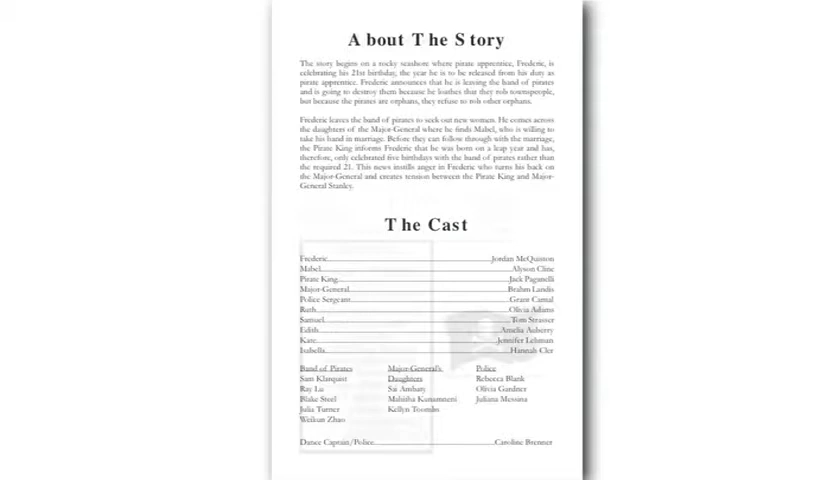 About The Story
The story begins on a rocky seashore where pirate apprentice, Frederic, is
celebrating his 21st birthday, the year he is to be released from his duty as
pirate apprentice. Frederic announces that he is leaving the band of pirates
and is going to destroy them because he loathes that they rob townspeople,
but because the pirates are orphans, they refuse to rob other orphans.
Frederic leaves the band of pirates to seek out new women. He comes across
the daughters of the Major-General where he finds Mabel, who is willing to
take his hand in marriage. Before they can follow through with the marriage,
the Pirate King informs Frederic that he was born on a leap year and has,
therefore, only celebrated five birthdays with the band of pirates rather than
the required 21. This news instills anger in Frederic who turns his back on
the Major-General and creates tension between the Pirate King and Major-
General Stanley.
The Cast
Frederic Jordan McQuiston
Mabel Alyson Cline
Pirate King Jack Paganelli
Major-General Brahm Landis
Police Sergeant Grant
Ruth Olivia Adams
Samuel Tom Strasser
Edith Amelia
Kate Jennifer Lehman
Isabella Hannah Cler
Band of Pirates Major-General's Police
Sam Klanquist Daughters Rebecca Blank
Ray Lu Sai Ambaty Olivia Gardner
Blake Steel Mahitha Kunamneni Juliana Messina
Julia Turner Kellyn Toombs
Weikun Zhao
Dance Captain/Police Caroline Brenner